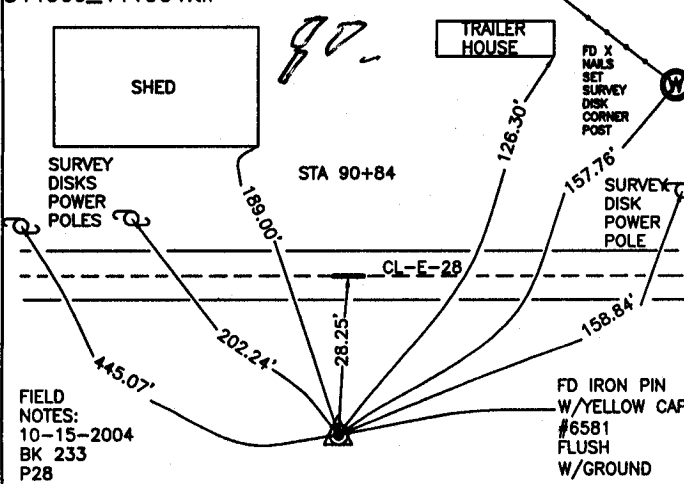 TRAILER
HOUSE
SHED
FD X
NAILS
SET
SURVEY
DISK
CORNER
POST
W
126.30'
157.76'
STA 90+84
SURVEY
DISKS
POWER
POLES
189.00'
SURVEY
DISK
POWER
POLE
CL-E-28
28.25'
202.24'
445.07'
158.84'
FIELD
NOTES:
10-15-2004
BK 233
P28
FD IRON PIN
W/YELLOW CAP
#6581
FLUSH
W/GROUND